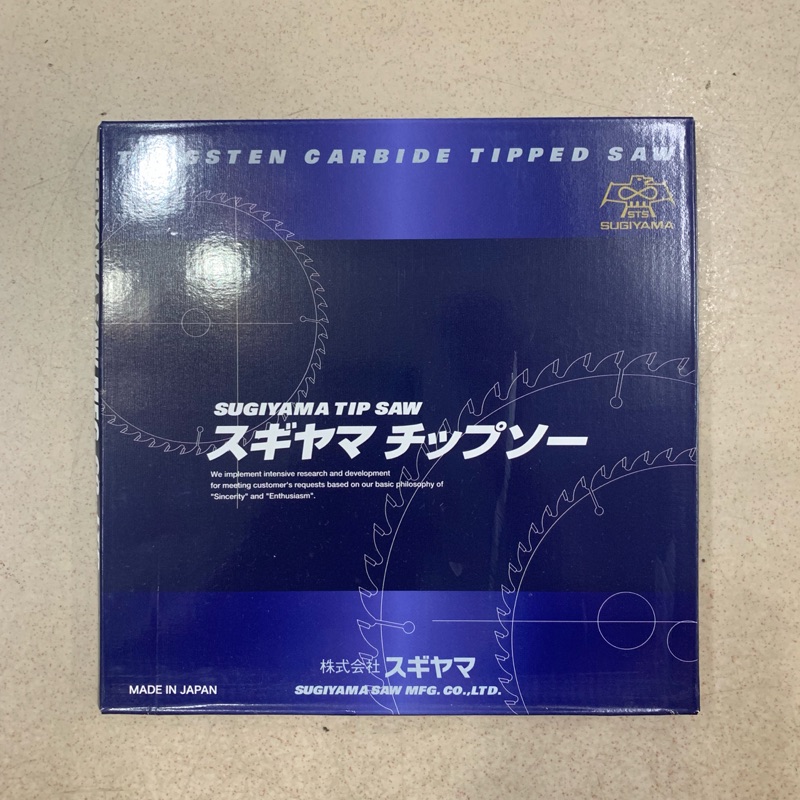 TUNGSTEN CARBIDE TIPPED SAW
STS
SUGIYAMA
SUGIYAMA TIP SAW
スギヤマ チップソー
We implement intensive research and development
for meeting customer's requests based on our basic philosophy of
"Sincerity" and "Enthusiasm".
株式会社 スギヤマ
SUGIYAMA SAW MFG. CO.,LTD.
MADE IN JAPAN